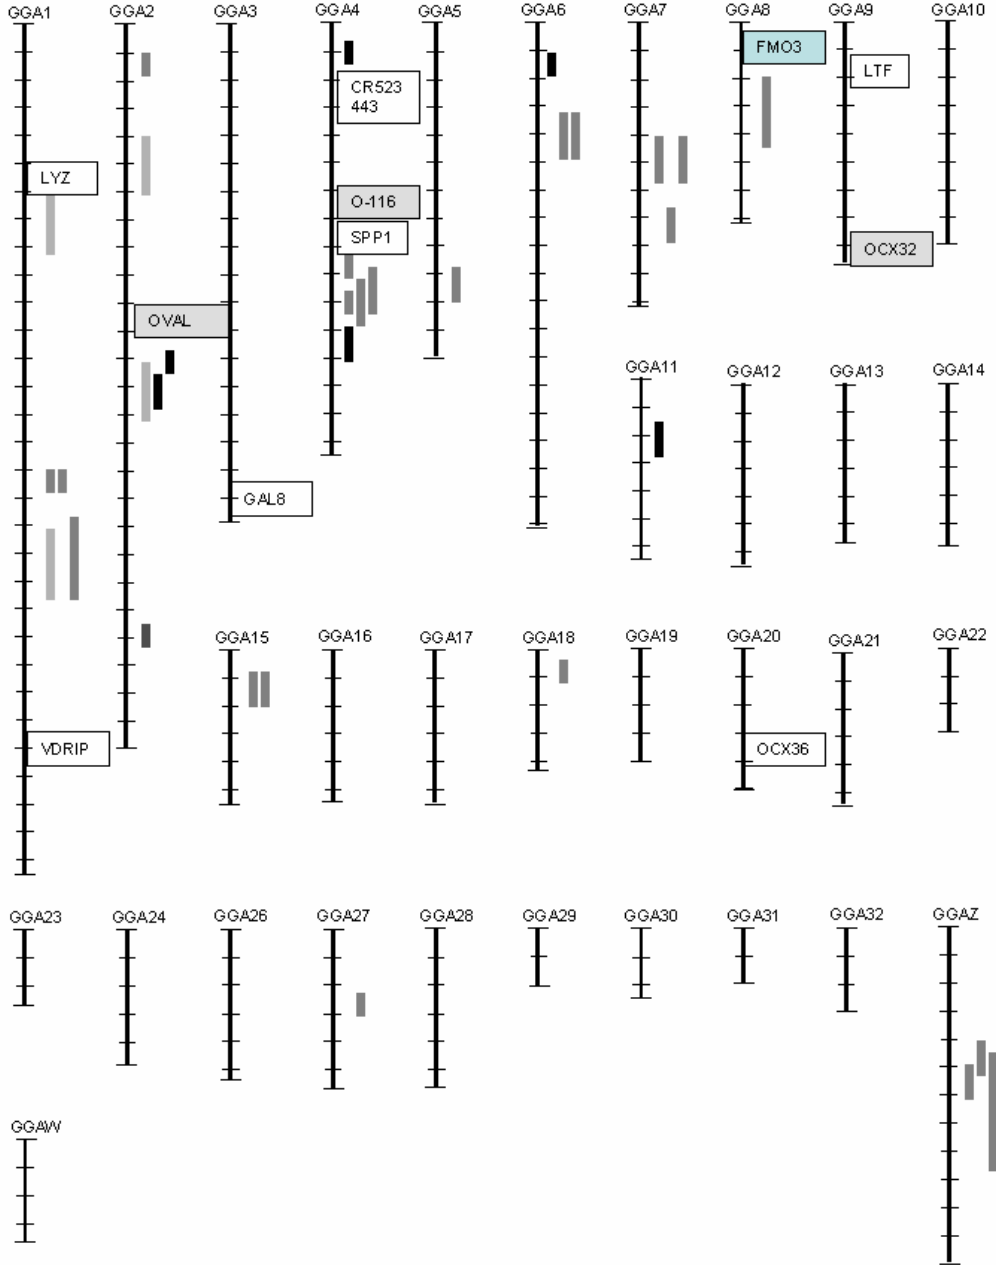 GGA1 GGA2 GGA3 GGA4 GGA5 GGA6 GGA7 GGA8 GGA9 GGA10
FMO3
LTF
CR523
443
LYZ
O-116
SPP1
OCX32
OVAL
GGA11 GGA12 GGA13 GGA14
GAL8
GGA15 GGA16 GGA17 GGA18 GGA19 GGA20 GGA21 GGA22
VDRIP
OCX36
GGA23 GGA24 GGA26 GGA27 GGA28 GGA29 GGA30 GGA31 GGA32 GGAZ
GGAW